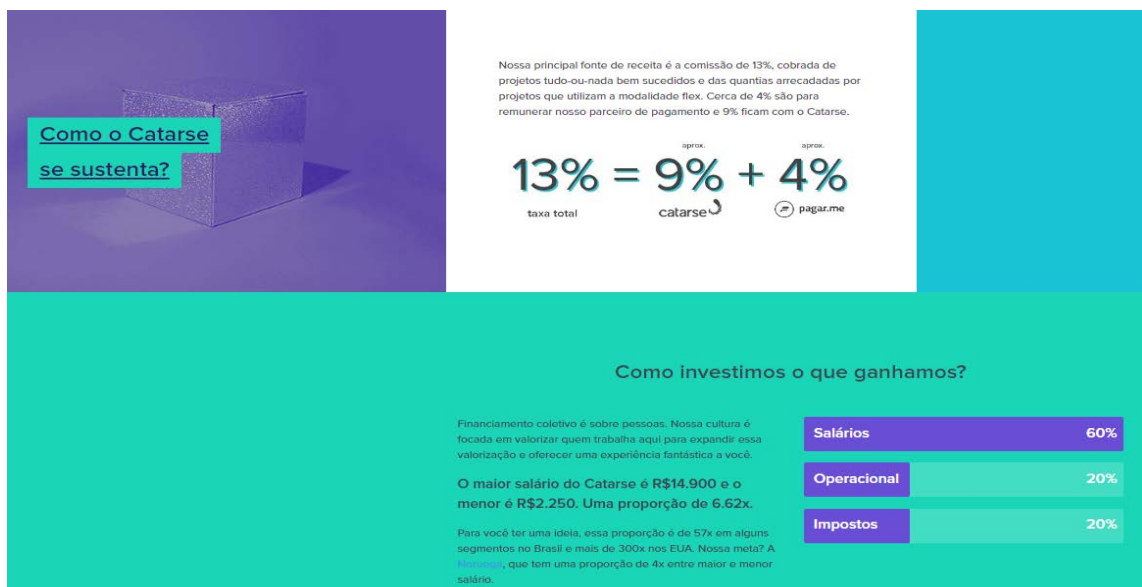 Como o Catarse
se sustenta?
Nossa principal fonte de receita é a comissão de 13%, cobrada de
projetos tudo-ou-nada bem sucedidos e das quantias arrecadadas por
projetos que utilizam a modalidade flex. Cerca de 4% são para
remunerar nosso parceiro de pagamento e 9% ficam com o Catarse.
aprox. aprox.
13% = 9% + 4%
taxa total catarse pagar.me
Como investimos o que ganhamos?
Financiamento coletivo é sobre pessoas. Nossa cultura é
focada em valorizar quem trabalha aqui para expandir essa
valorização e oferecer uma experiência fantástica a você.
O maior salário do Catarse é R$14.900 e o
menor é R$2.250. Uma proporção de 6.62x.
Para você ter uma ideia, essa proporção é de 57x em alguns
segmentos no Brasil e mais de 300x nos EUA. Nossa meta? A
Noruega, que tem uma proporção de 4x entre maior e menor
salário.
Salários 60%
Operacional 20%
Impostos 20%